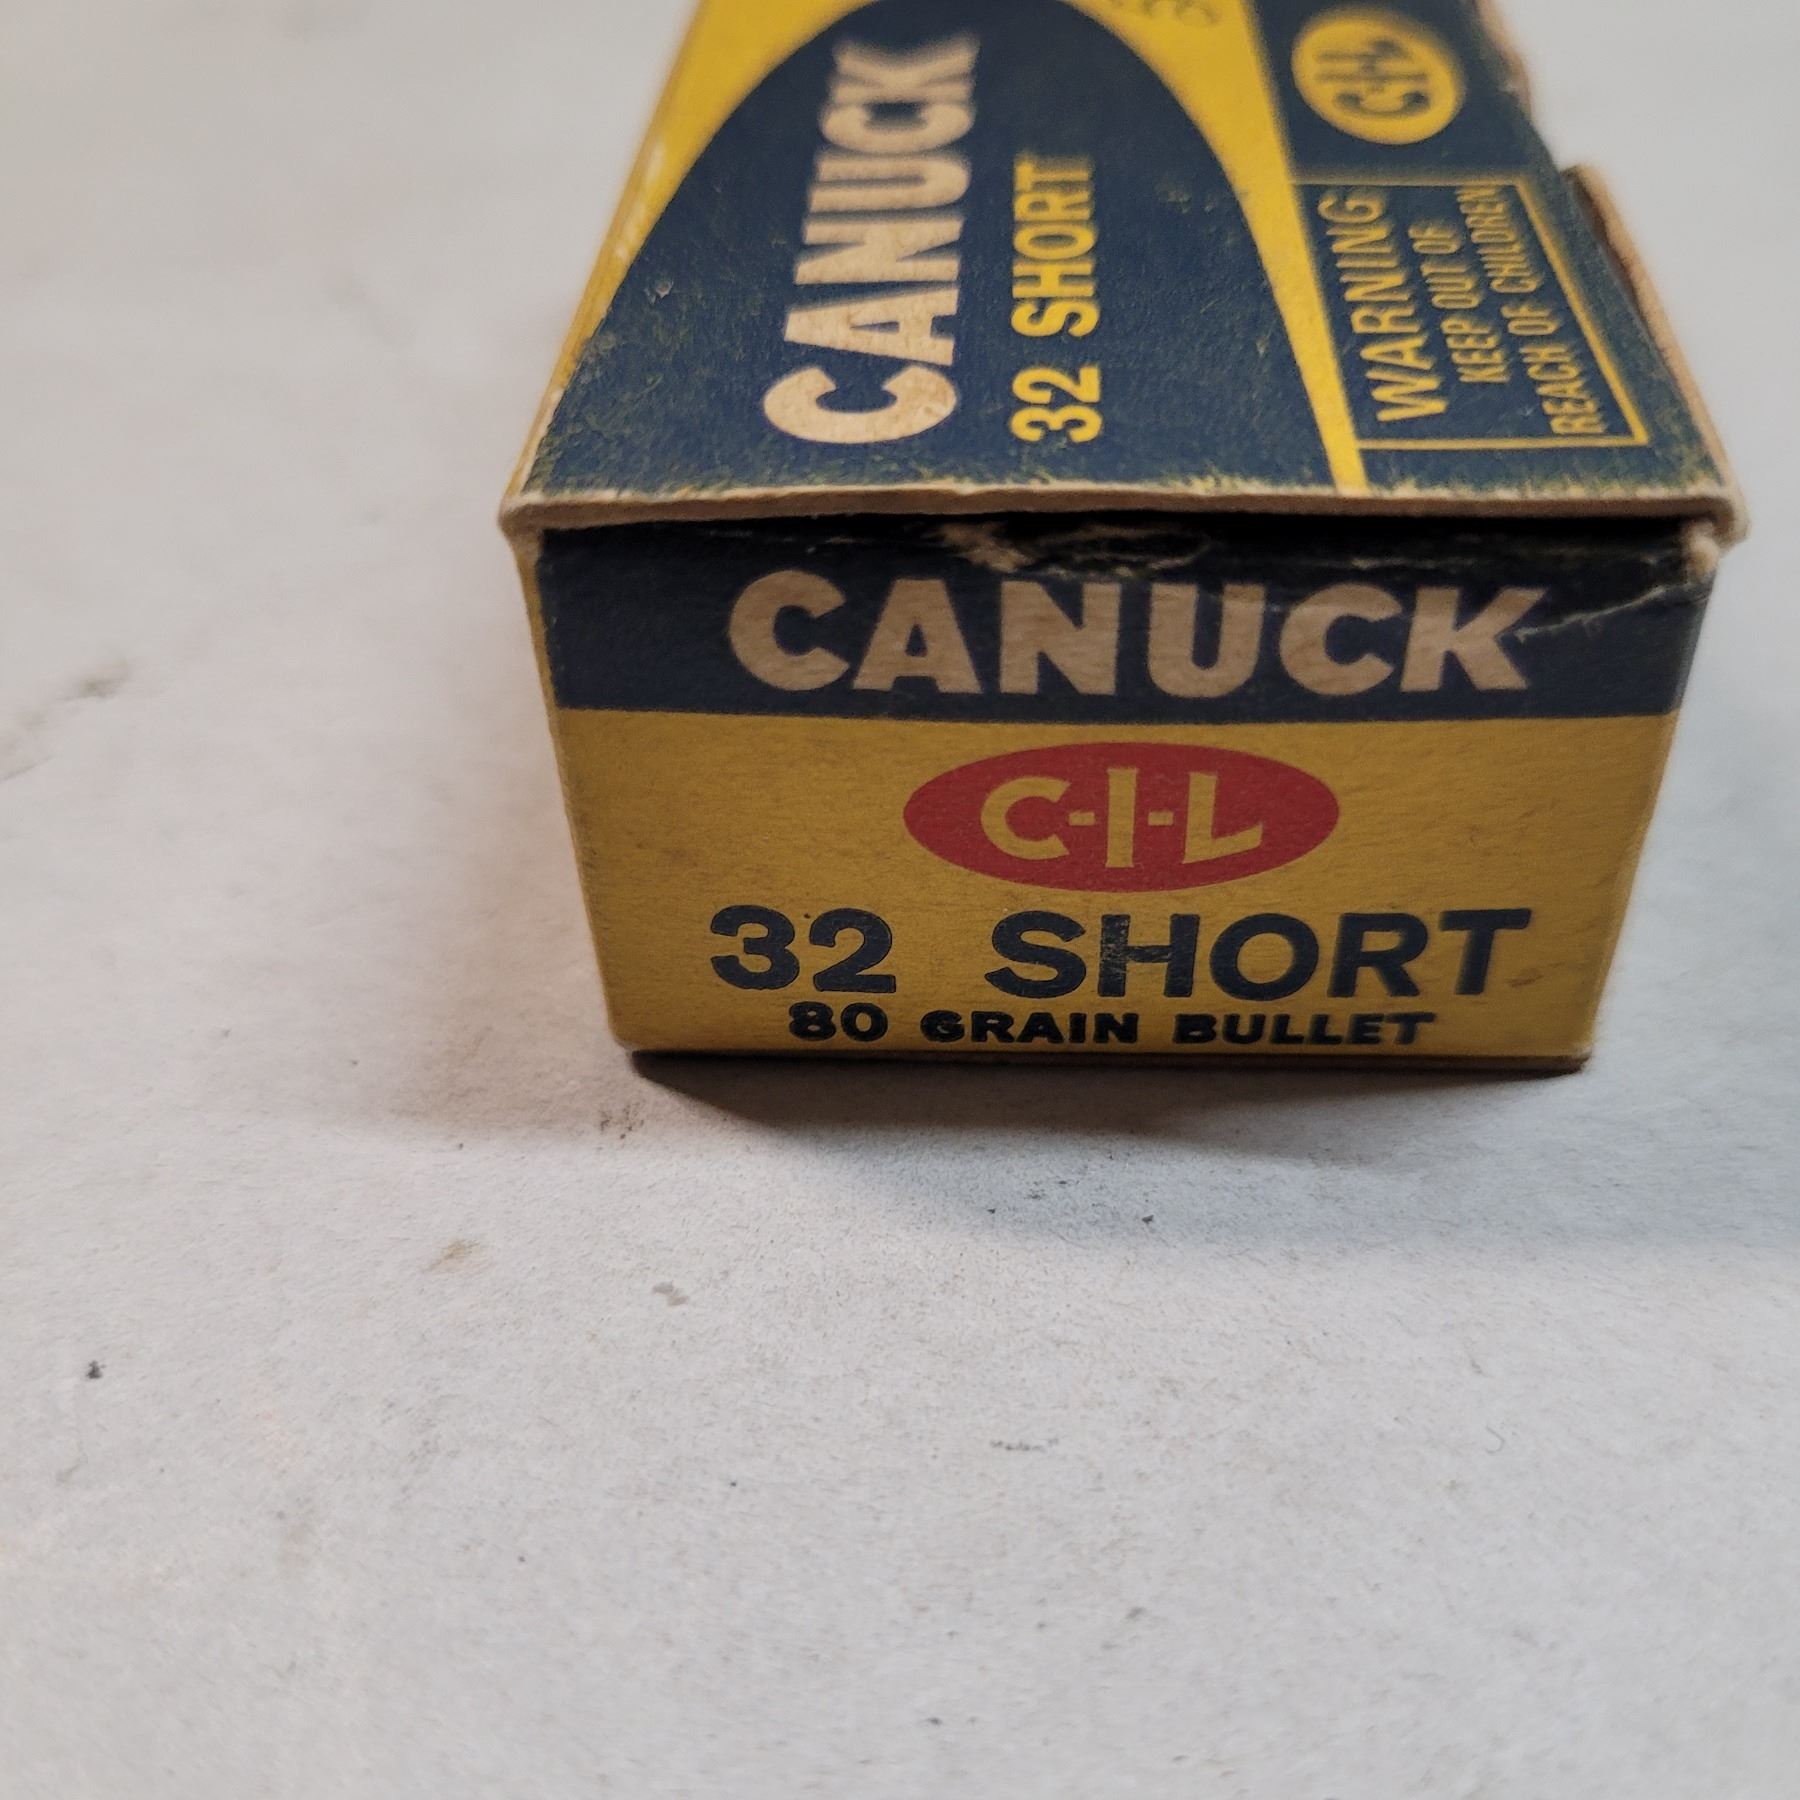 CANUCK
32 SHORT
C-I-L
WARNING
KEEP OUT OF
REACH OF CHILDREN
CANUCK
C-I-L
32 SHORT
80 GRAIN BULLET